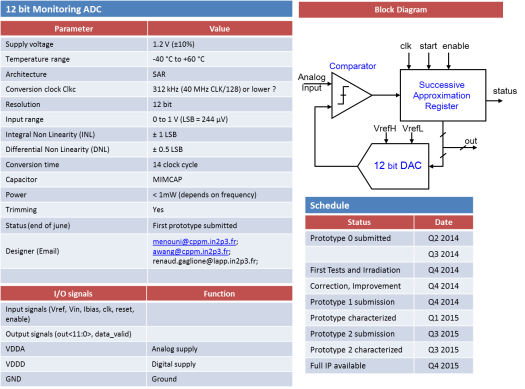 12 bit Monitoring ADC
Parameter Value
Supply voltage 1.2 V (±10%)
Temperature range -40 °C to +60 °C
Architecture SAR
Conversion clock Clkc 312 kHz (40 MHz CLK/128) or lower ?
Resolution 12 bit
Input range 0 to 1 V (LSB = 244 µV)
Integral Non Linearity (INL) ± 1 LSB
Differential Non Linearity (DNL) ± 0.5 LSB
Conversion time 14 clock cycle
Capacitor MIMCAP
Power < 1mW (depends on frequency)
Trimming Yes
Status (end of june) First prototype submitted
Designer (Email) menouni@cppm.in2p3.fr;
awang@cppm.in2p3.fr;
renaud.gaglione@lapp.in2p3.fr;
I/O signals Function
Input signals (Vref, Vin, Ibias, clk, reset,
enable)
Output signals (out<11:0>, data_valid)
VDDA Analog supply
VDDD Digital supply
GND Ground
Block Diagram
clk start enable
Comparator
Analog
Input
Successive
Approximation
Register
status
VrefH VrefL
out
12 bit DAC
Schedule
Status Date
Prototype 0 submitted Q2 2014
Q3 2014
First Tests and Irradiation Q4 2014
Correction, Improvement Q4 2014
Prototype 1 submission Q4 2014
Prototype characterized Q1 2015
Prototype 2 submission Q3 2015
Prototype 2 characterized Q3 2015
Full IP available Q4 2015